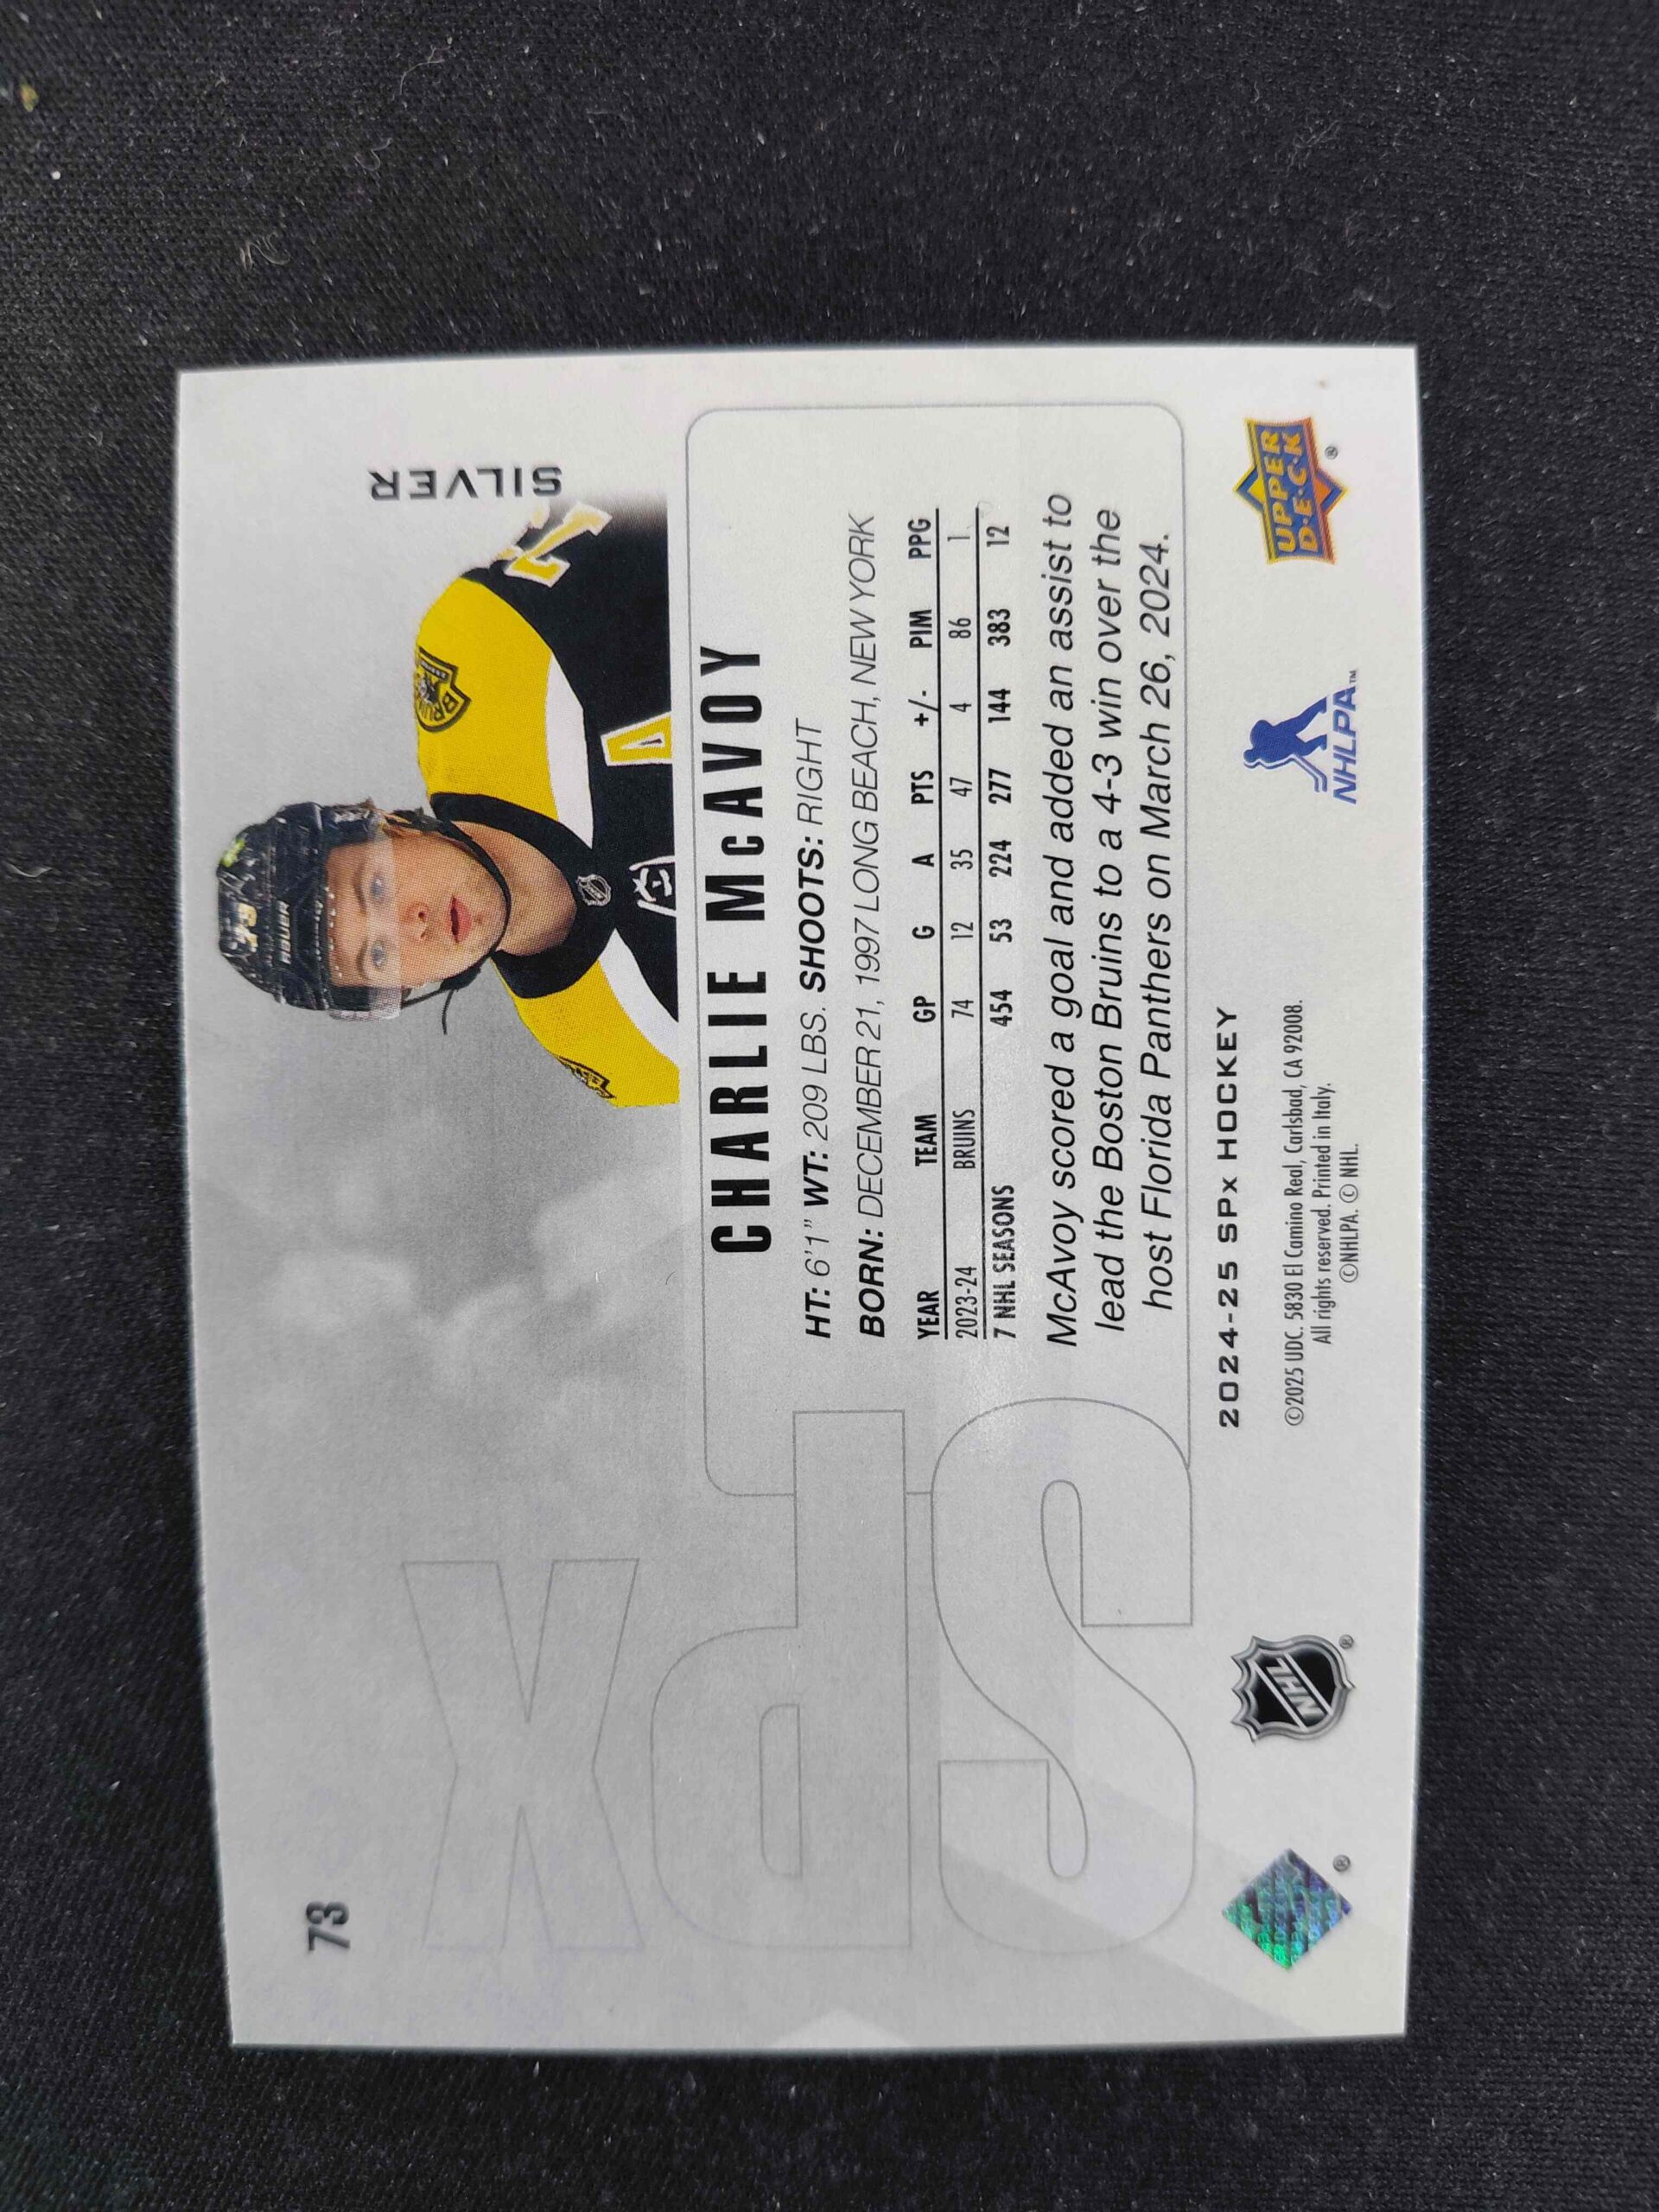 73
SILVER
73
BAUER
A
SPx
CHARLIE McAVOY
HT: 6'1" WT: 209 LBS. SHOOTS: RIGHT
BORN: DECEMBER 21, 1997 LONG BEACH, NEW YORK
YEAR TEAM GP G A PTS +/- PIM PPG
2023-24 BRUINS 74 12 35 47 4 86 1
7 NHL SEASONS 454 53 224 277 144 383 12
McAvoy scored a goal and added an assist to
lead the Boston Bruins to a 4-3 win over the
host Florida Panthers on March 26, 2024.
2024-25 SPx HOCKEY
©2025 UDC. 5830 El Camino Real, Carlsbad, CA 92008.
All rights reserved. Printed in Italy.
©NHLPA. © NHL.
®
NHL ®
NHLPA™
UPPER
D·E·C·K ®